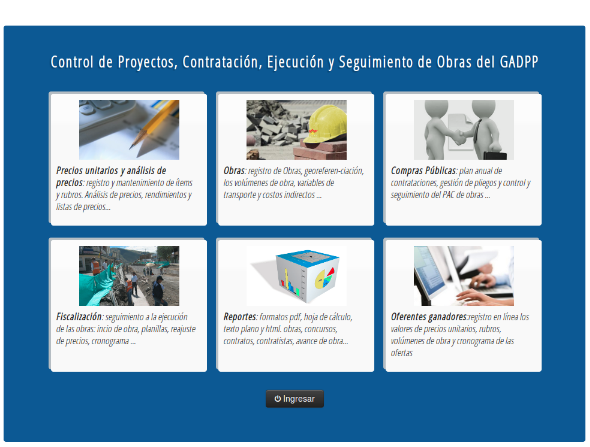 Control de Proyectos, Contratación, Ejecución y Seguimiento de Obras del GADPP
Precios unitarios y análisis de
precios: registro y mantenimiento de ítems
y rubros. Análisis de precios, rendimientos y
listas de precios...
Obras: registro de Obras, georeferen-ciación,
los volúmenes de obra, variables de
transporte y costos indirectos ...
Compras Públicas: plan anual de
contrataciones, gestión de pliegos y control y
seguimiento del PAC de obras ...
Fiscalización: seguimiento a la ejecución
de las obras: incio de obra, planillas, reajuste
de precios, cronograma ...
Reportes: formatos pdf, hoja de cálculo,
texto plano y html. obras, concursos,
contratos, contratistas, avance de obra...
Oferentes ganadores:registro en línea los
valores de precios unitarios, rubros,
volúmenes de obra y cronograma de las
ofertas
Ingresar